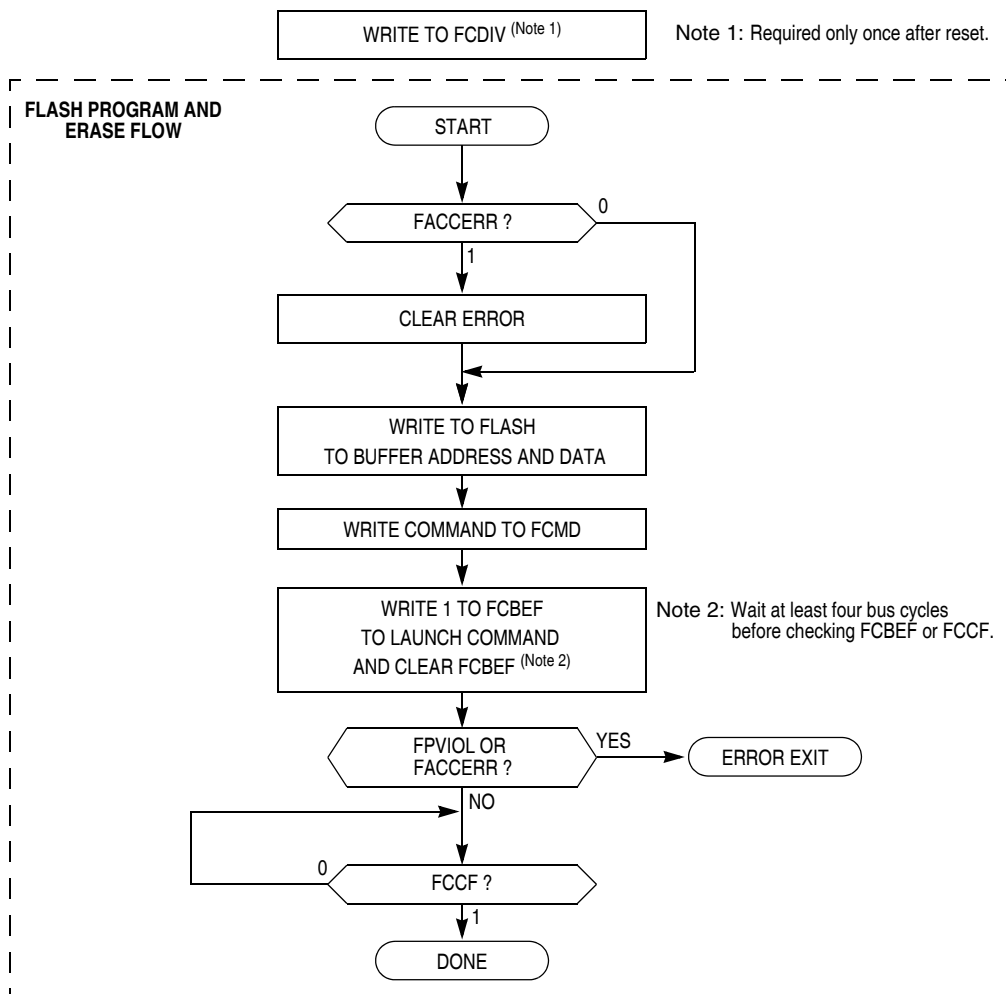 WRITE TO FCDIV (Note 1)
Note 1: Required only once after reset.
FLASH PROGRAM AND
ERASE FLOW
START
FACCERR ?
0
1
CLEAR ERROR
WRITE TO FLASH
TO BUFFER ADDRESS AND DATA
WRITE COMMAND TO FCMD
WRITE 1 TO FCBEF
TO LAUNCH COMMAND
AND CLEAR FCBEF (Note 2)
Note 2: Wait at least four bus cycles
before checking FCBEF or FCCF.
FPVIOL OR
FACCERR ?
YES
ERROR EXIT
NO
0
FCCF ?
1
DONE